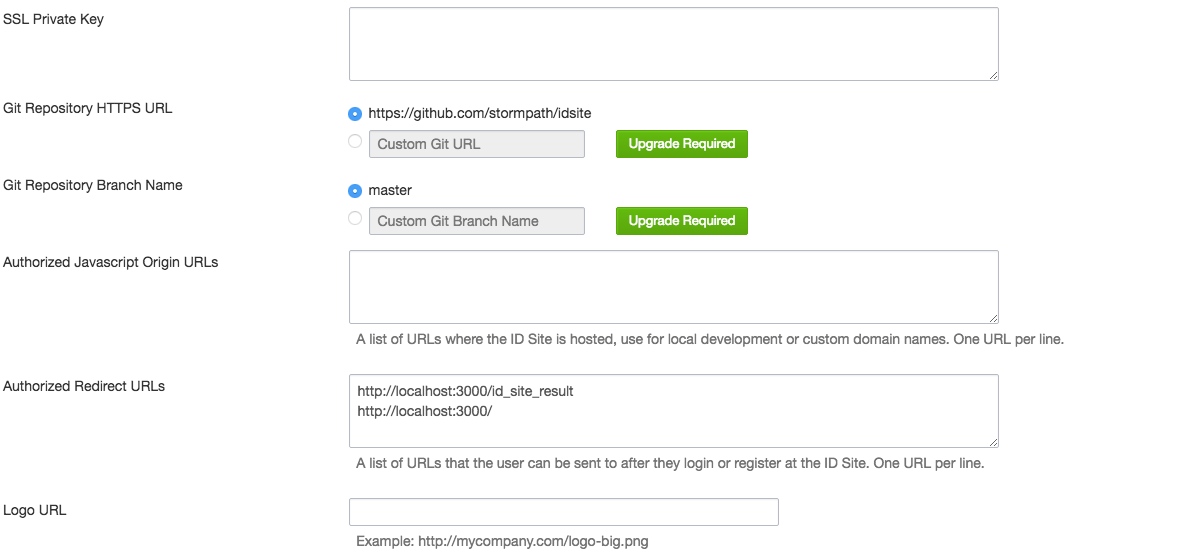 SSL Private Key
Git Repository HTTPS URL
https://github.com/stormpath/idsite
Custom Git URL
Upgrade Required
Git Repository Branch Name
master
Custom Git Branch Name
Upgrade Required
Authorized Javascript Origin URLs
A list of URLs where the ID Site is hosted, use for local development or custom domain names. One URL per line.
Authorized Redirect URLs
http://localhost:3000/id_site_result
http://localhost:3000/
A list of URLs that the user can be sent to after they login or register at the ID Site. One URL per line.
Logo URL
Example: http://mycompany.com/logo-big.png